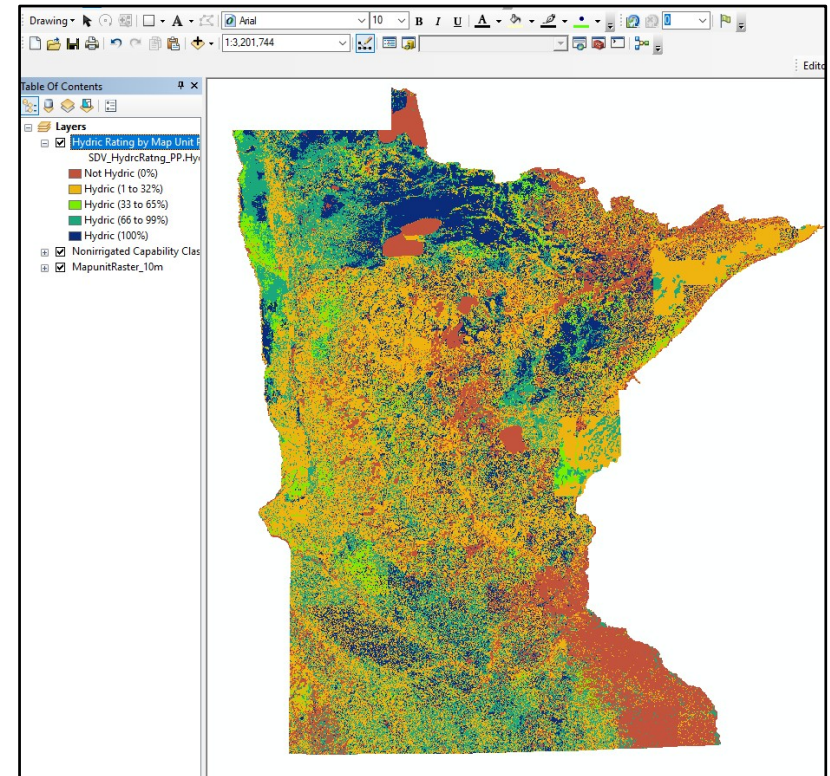 Drawing Arial 10 B I U A 0
1:3,201,744
Edito
Table Of Contents
Layers
Hydric Rating by Map Unit F
SDV_HydrcRatng_PP.Hy
Not Hydric (0%)
Hydric (1 to 32%)
Hydric (33 to 65%)
Hydric (66 to 99%)
Hydric (100%)
Nonirrigated Capability Clas
MapunitRaster_10m